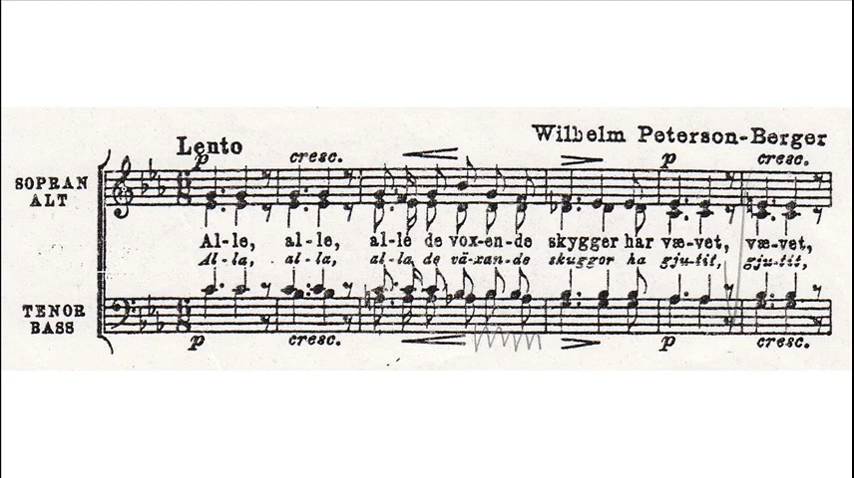 Wilhelm Peterson-Berger
Lento
p cresc. p cresc.
SOPRAN
ALT
Al-le, al-le, al-le de vox-en-de skygger har væ-vet, væ-vet,
Al-la, al-la, al-la de vä-xan-de skuggor ha gju-tit, gju-tit,
TENOR
BASS
p cresc. p cresc.